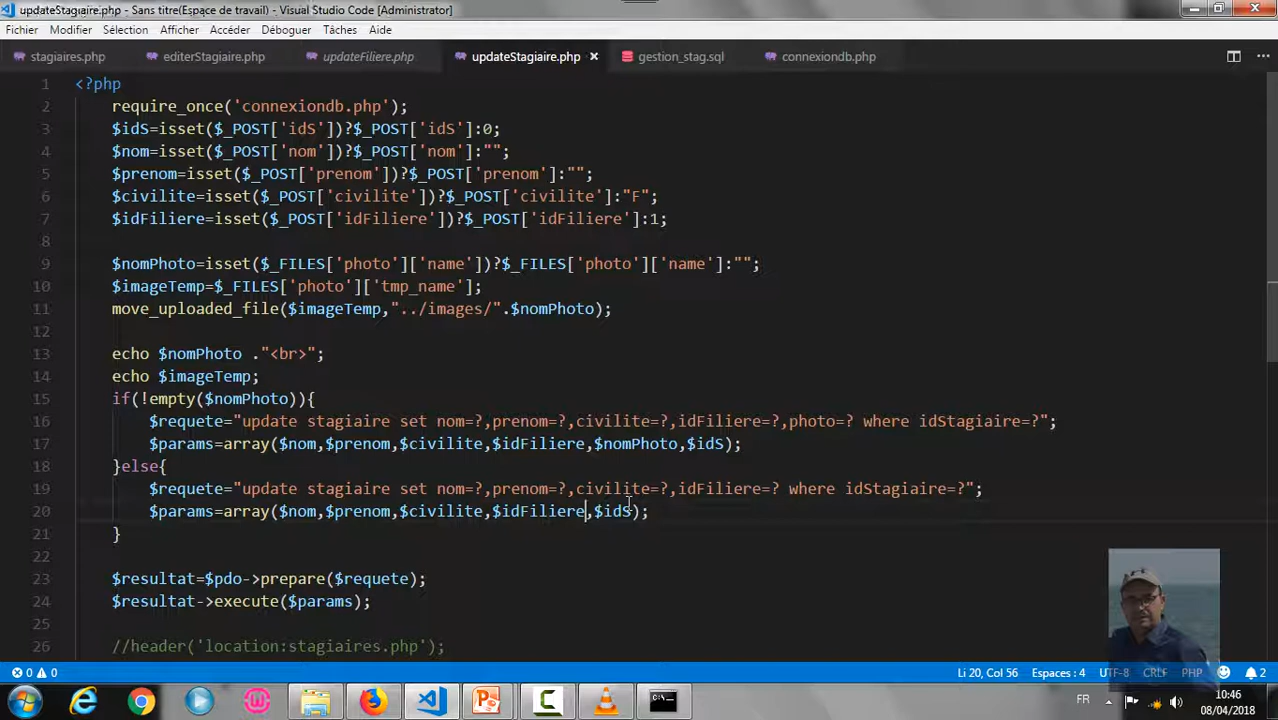 updateStagiaire.php - Sans titre(Espace de travail) - Visual Studio Code [Administrator]
Fichier Modifier Sélection Afficher Accéder Déboguer Tâches Aide
stagiaires.php editerStagiaire.php updateFiliere.php updateStagiaire.php × gestion_stag.sql connexiondb.php
1 <?php
2 require_once('connexiondb.php');
3 $idS=isset($_POST['idS'])?$_POST['idS']:0;
4 $nom=isset($_POST['nom'])?$_POST['nom']:"";
5 $prenom=isset($_POST['prenom'])?$_POST['prenom']:"";
6 $civilite=isset($_POST['civilite'])?$_POST['civilite']:"F";
7 $idFiliere=isset($_POST['idFiliere'])?$_POST['idFiliere']:1;
8
9 $nomPhoto=isset($_FILES['photo']['name'])?$_FILES['photo']['name']:"";
10 $imageTemp=$_FILES['photo']['tmp_name'];
11 move_uploaded_file($imageTemp,"../images/".$nomPhoto);
12
13 echo $nomPhoto ."<br>";
14 echo $imageTemp;
15 if(!empty($nomPhoto)){
16 $requete="update stagiaire set nom=?,prenom=?,civilite=?,idFiliere=?,photo=? where idStagiaire=?";
17 $params=array($nom,$prenom,$civilite,$idFiliere,$nomPhoto,$idS);
18 }else{
19 $requete="update stagiaire set nom=?,prenom=?,civilite=?,idFiliere=? where idStagiaire=?";
20 $params=array($nom,$prenom,$civilite,$idFiliere,$idS);
21 }
22
23 $resultat=$pdo->prepare($requete);
24 $resultat->execute($params);
25
26 //header('location:stagiaires.php');
0 0 Li 20, Col 56 Espaces : 4 UTF-8 CRLF PHP 2
FR 10:46
08/04/2018